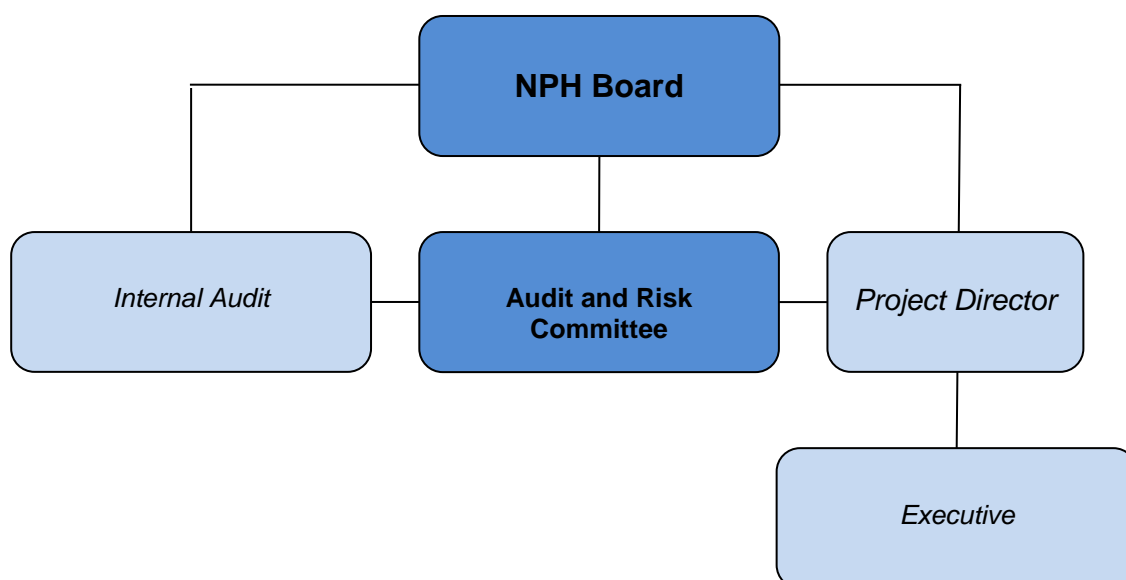 NPH Board
Internal Audit
Audit and Risk
Committee
Project Director
Executive